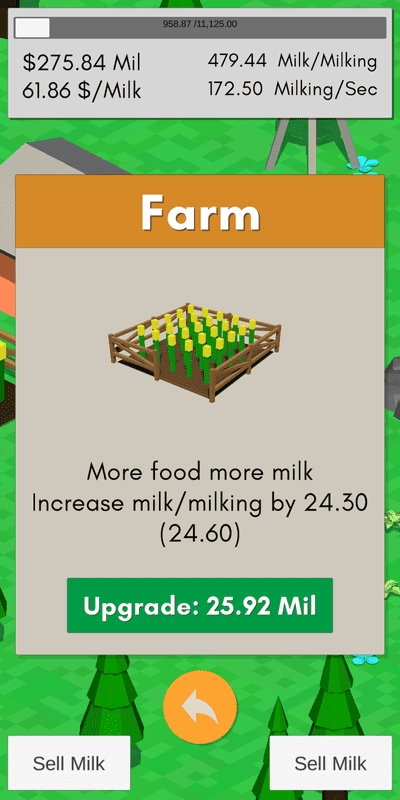 958.87 /11,125.00
$275.84 Mil
479.44 Milk/Milking
61.86 $/Milk
172.50 Milking/Sec
Farm
More food more milk
Increase milk/milking by 24.30
(24.60)
Upgrade: 25.92 Mil
Sell Milk
Sell Milk